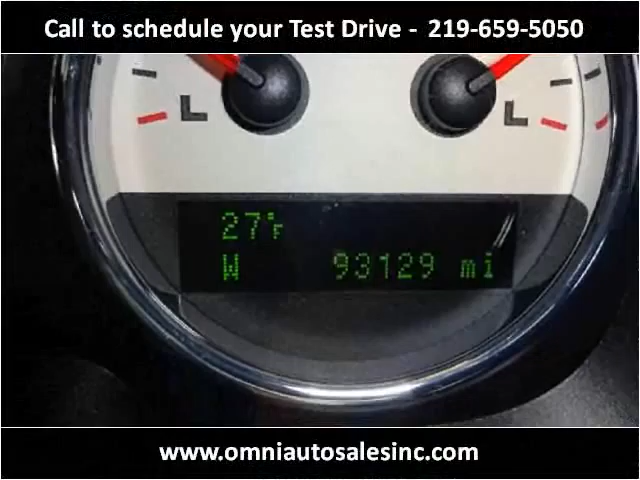 Call to schedule your Test Drive - 219-659-5050
L L
27°F
W 93129 mi
www.omniautosalesinc.com